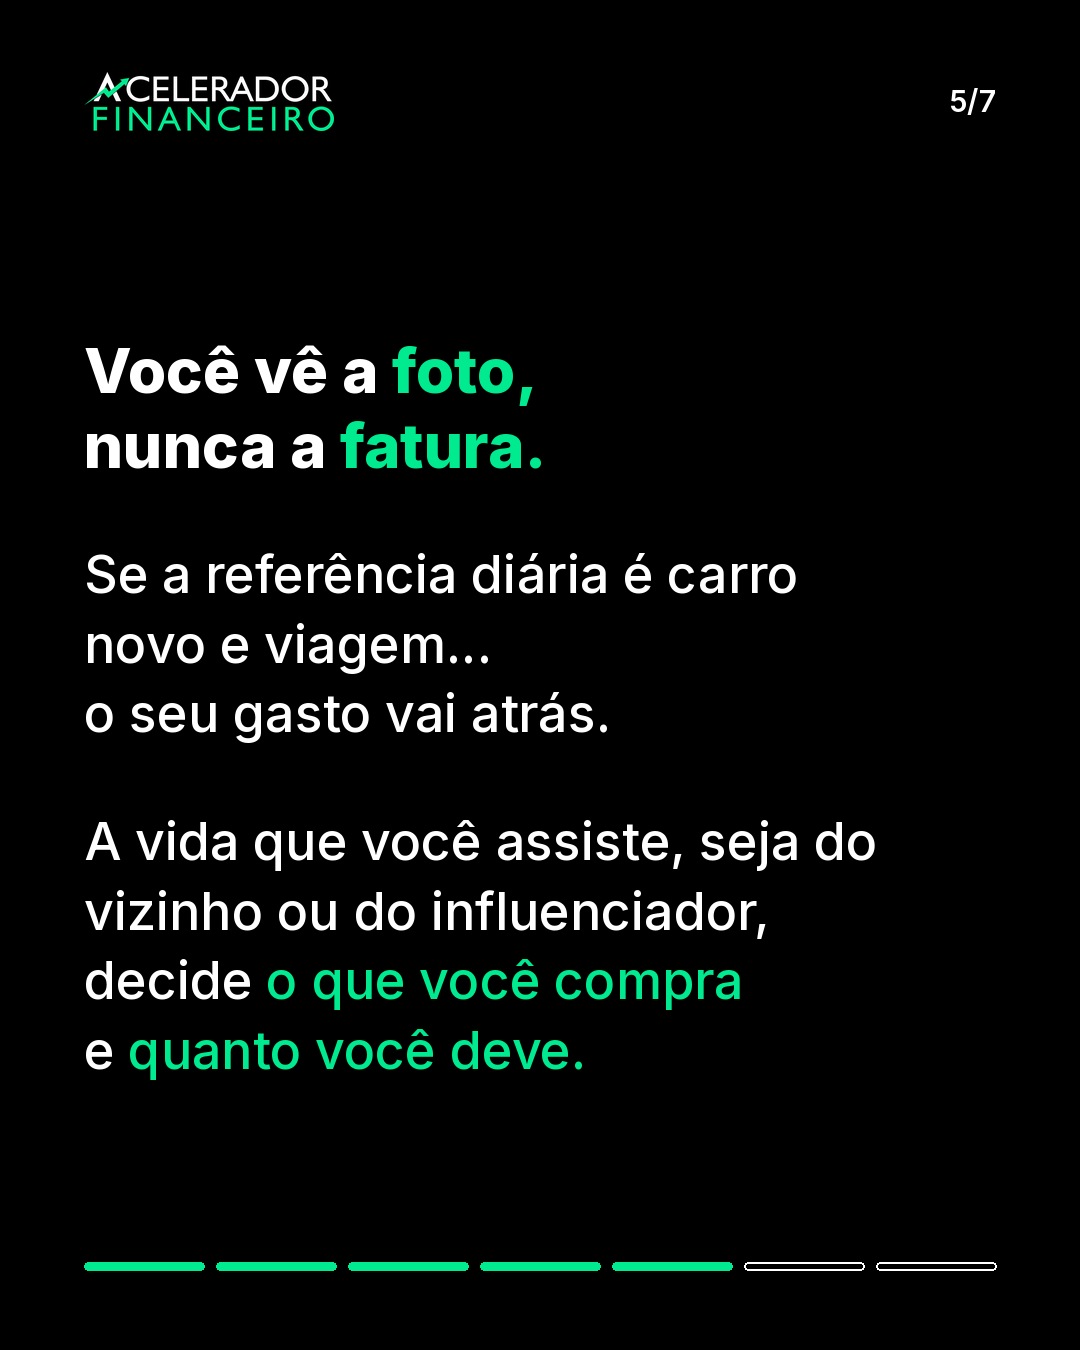 ACELERADOR
FINANCEIRO
5/7
Você vê a foto,
nunca a fatura.
Se a referência diária é carro
novo e viagem...
o seu gasto vai atrás.
A vida que você assiste, seja do
vizinho ou do influenciador,
decide o que você compra
e quanto você deve.